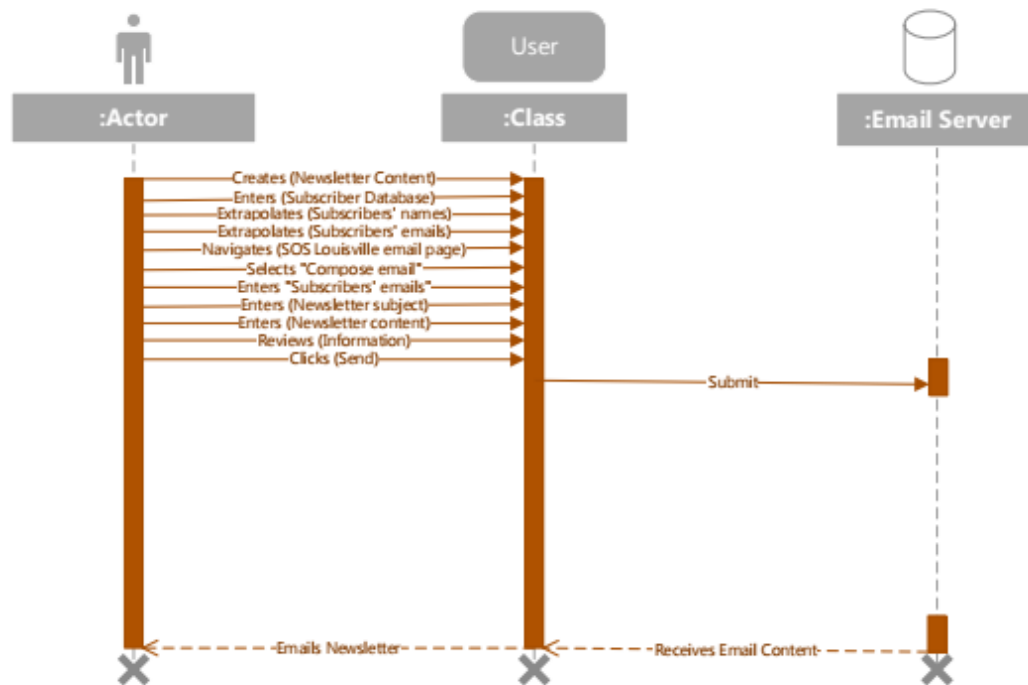 User
:Actor
:Class
:Email Server
Creates (Newsletter Content)
Enters (Subscriber Database)
Extrapolates (Subscribers' names)
Extrapolates (Subscribers' emails)
Navigates (SOS Louisville email page)
Selects "Compose email"
Enters "Subscribers' emails"
Enters (Newsletter subject)
Enters (Newsletter content)
Reviews (Information)
Clicks (Send)
Submit
Emails Newsletter
Receives Email Content